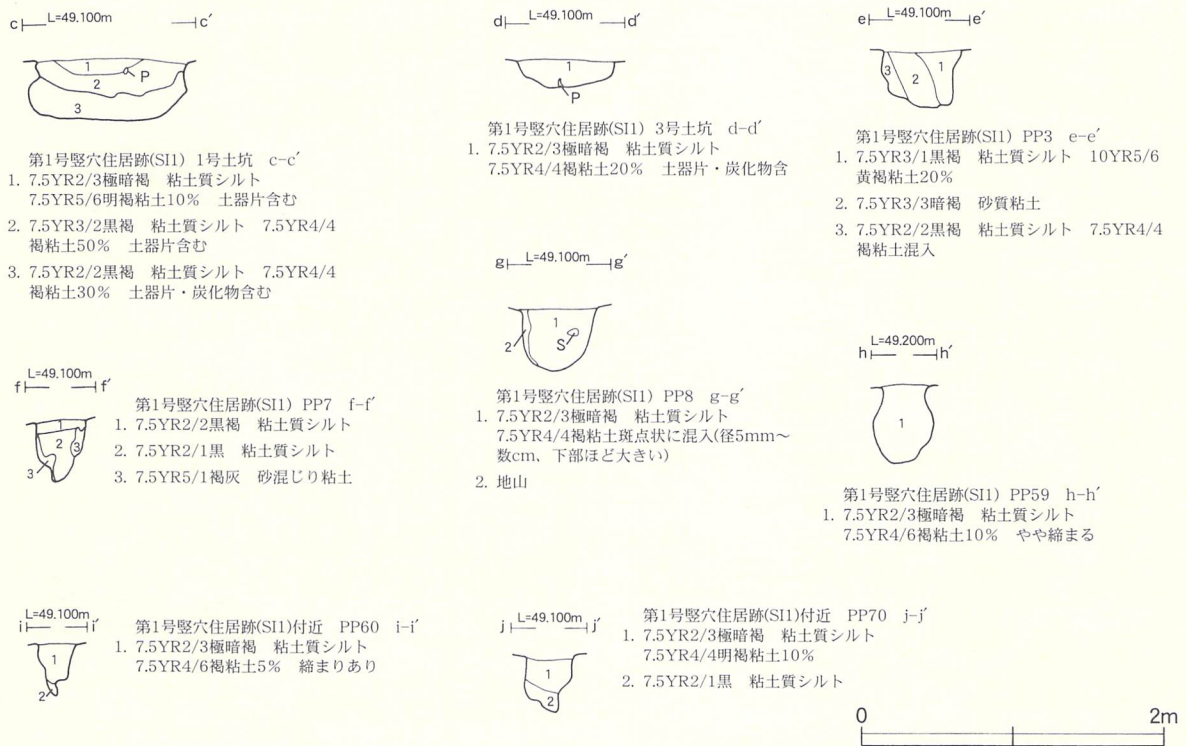 c L=49.100m c′
1
P
2
3
第1号竪穴住居跡(SI1) 1号土坑 c-c′
1. 7.5YR2/3極暗褐 粘土質シルト
7.5YR5/6明褐粘土10% 土器片含む
2. 7.5YR3/2黒褐 粘土質シルト 7.5YR4/4
褐粘土50% 土器片含む
3. 7.5YR2/2黒褐 粘土質シルト 7.5YR4/4
褐粘土30% 土器片・炭化物含む
d L=49.100m d′
1
P
第1号竪穴住居跡(SI1) 3号土坑 d-d′
1. 7.5YR2/3極暗褐 粘土質シルト
7.5YR4/4褐粘土20% 土器片・炭化物含
e L=49.100m e′
3 2 1
第1号竪穴住居跡(SI1) PP3 e-e′
1. 7.5YR3/1黒褐 粘土質シルト 10YR5/6
黄褐粘土20%
2. 7.5YR3/3暗褐 砂質粘土
3. 7.5YR2/2黒褐 粘土質シルト 7.5YR4/4
褐粘土混入
f L=49.100m f′
2 3
3
第1号竪穴住居跡(SI1) PP7 f-f′
1. 7.5YR2/2黒褐 粘土質シルト
2. 7.5YR2/1黒 粘土質シルト
3. 7.5YR5/1褐灰 砂混じり粘土
g L=49.100m g′
1
2 S
第1号竪穴住居跡(SI1) PP8 g-g′
1. 7.5YR2/3極暗褐 粘土質シルト
7.5YR4/4褐粘土斑点状に混入(径5mm～
数cm、下部ほど大きい)
2. 地山
h L=49.200m h′
1
第1号竪穴住居跡(SI1) PP59 h-h′
1. 7.5YR2/3極暗褐 粘土質シルト
7.5YR4/6褐粘土10% やや締まる
i L=49.100m i′
1
2
第1号竪穴住居跡(SI1)付近 PP60 i-i′
1. 7.5YR2/3極暗褐 粘土質シルト
7.5YR4/6褐粘土5% 締まりあり
j L=49.100m j′
1
2
第1号竪穴住居跡(SI1)付近 PP70 j-j′
1. 7.5YR2/3極暗褐 粘土質シルト
7.5YR4/4明褐粘土10%
2. 7.5YR2/1黒 粘土質シルト
0 2m